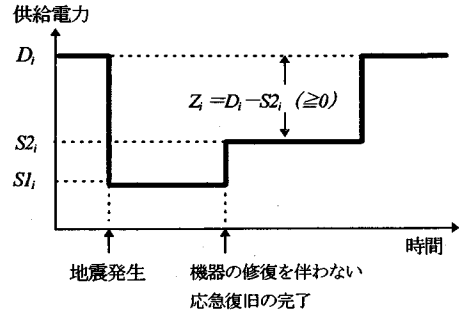 供給電力
Di
Zi=Di−S2i (≧0)
S2i
S1i
時間
地震発生
機器の修復を伴わない
応急復旧の完了